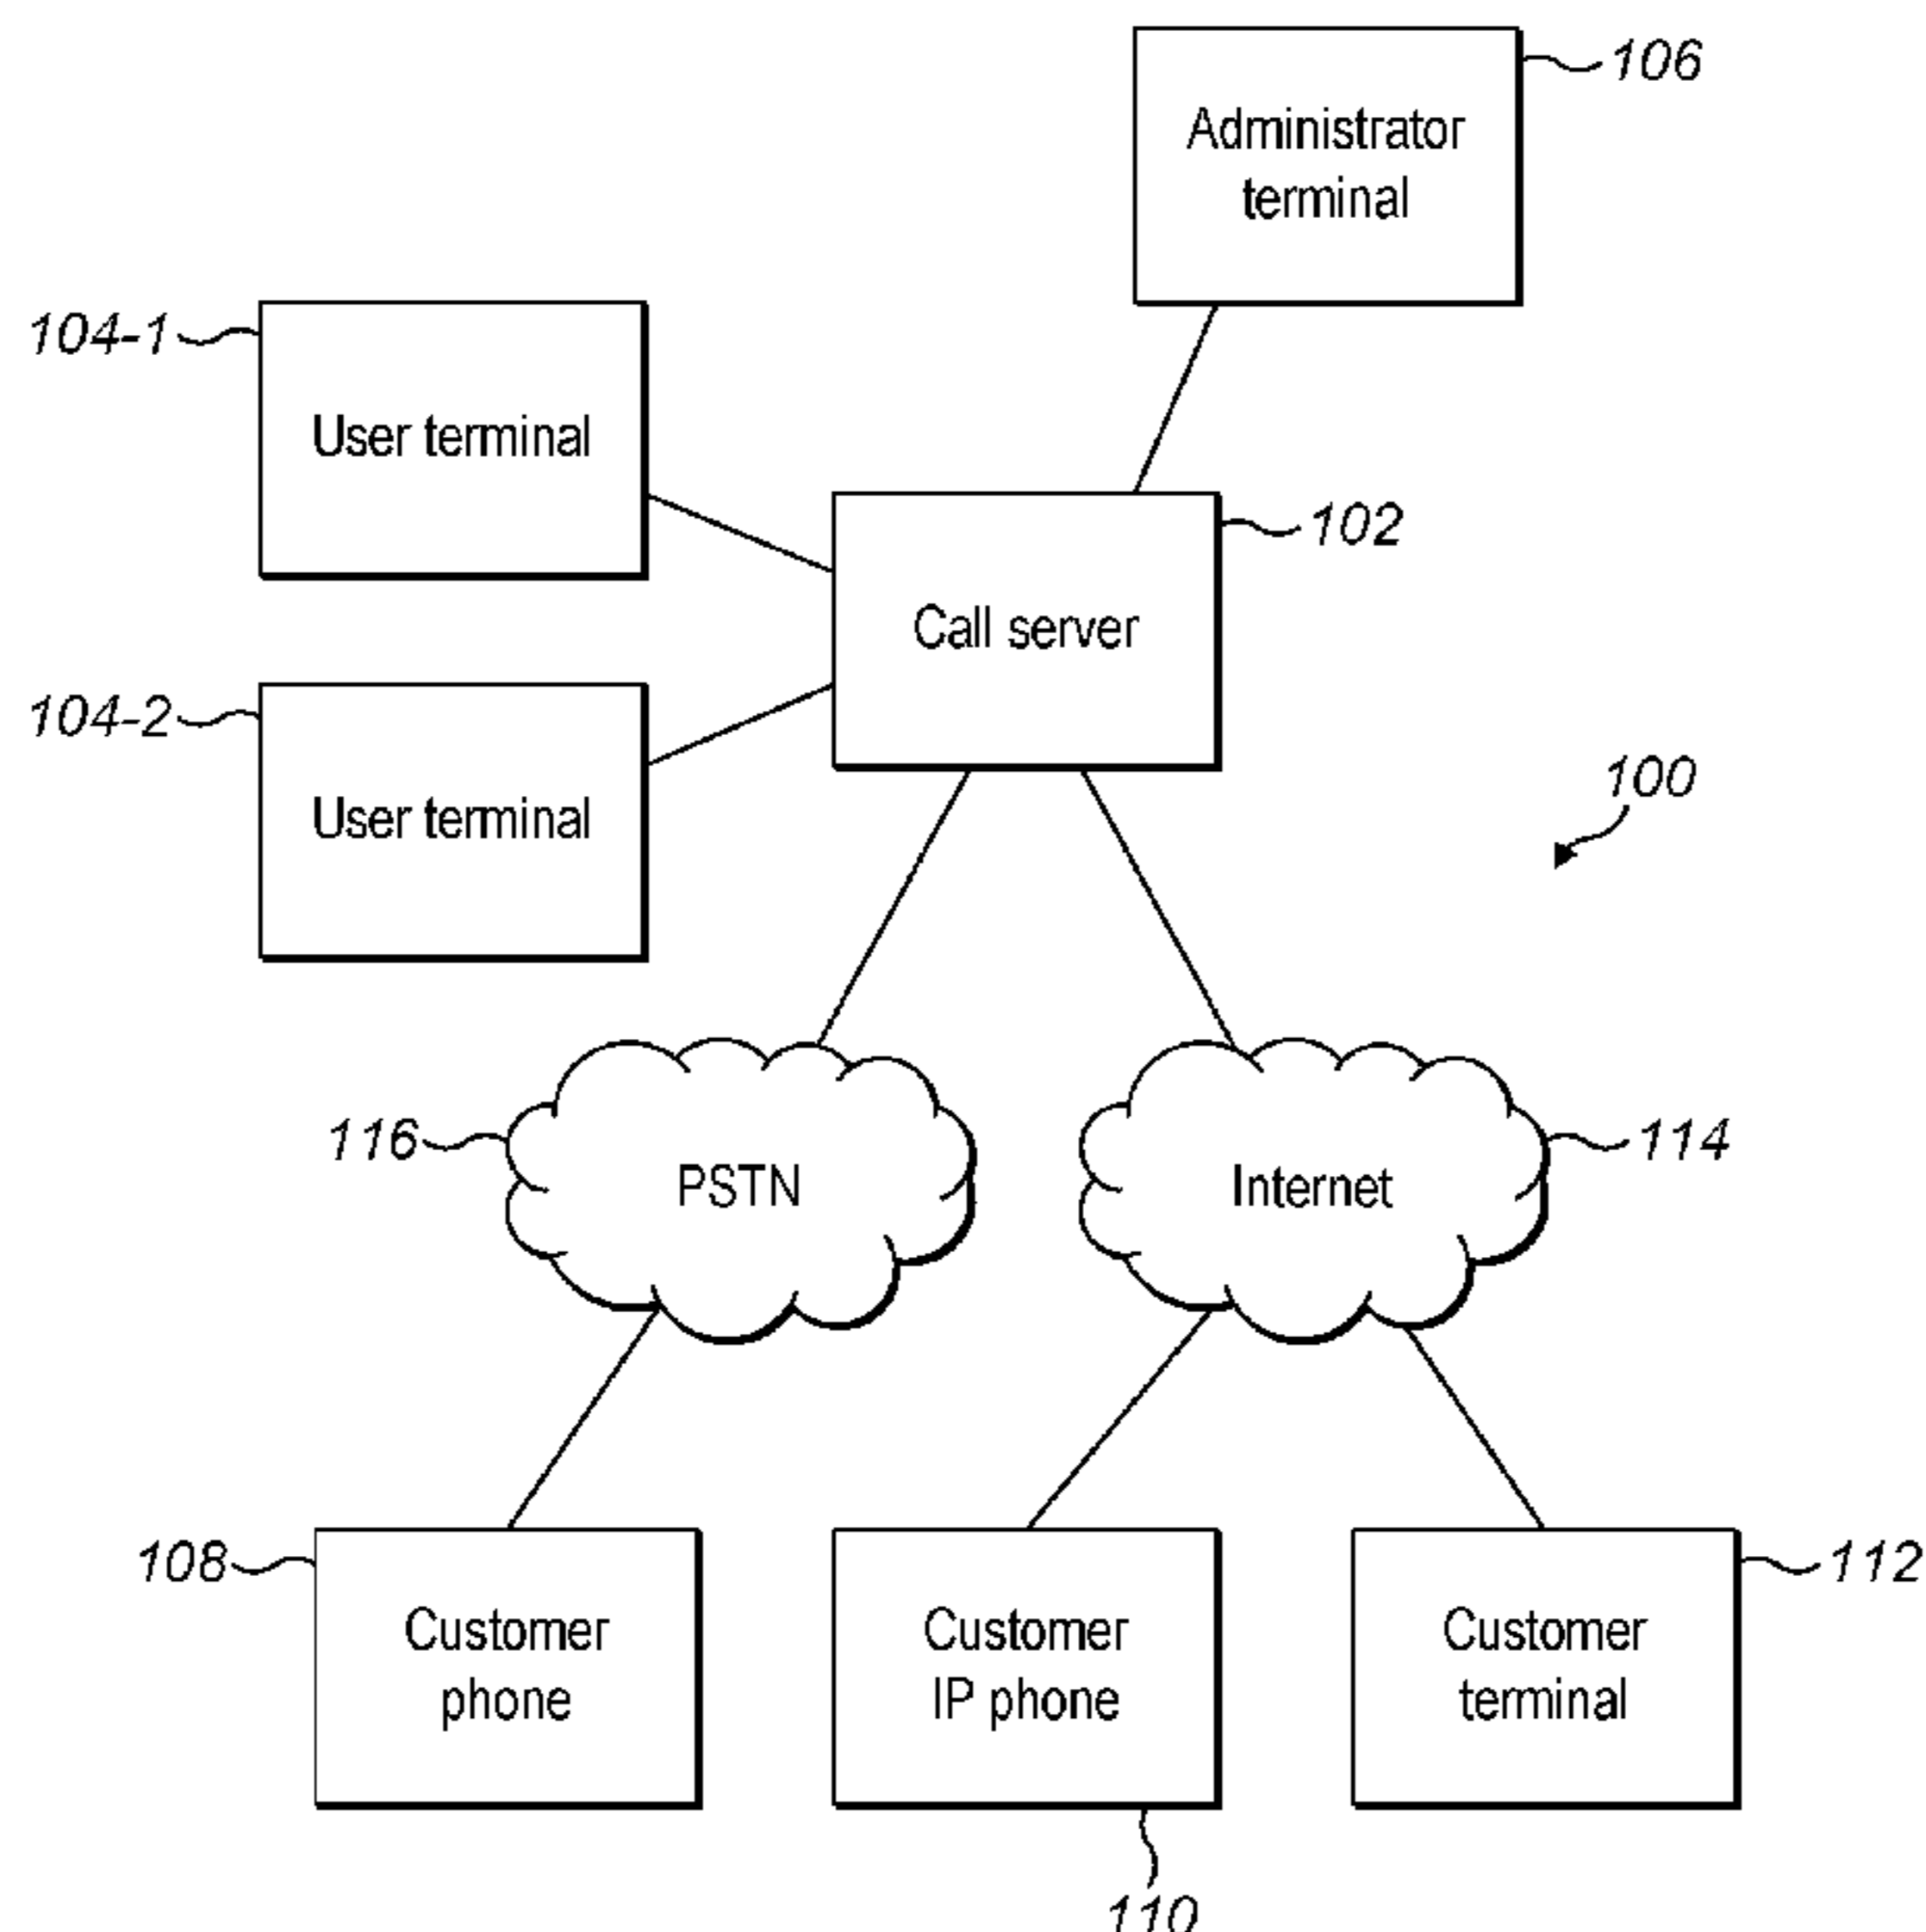 106
Administrator
terminal
104-1
User terminal
102
Call server
104-2
User terminal
100
116
PSTN
Internet
114
108
Customer
phone
Customer
IP phone
Customer
terminal
112
110